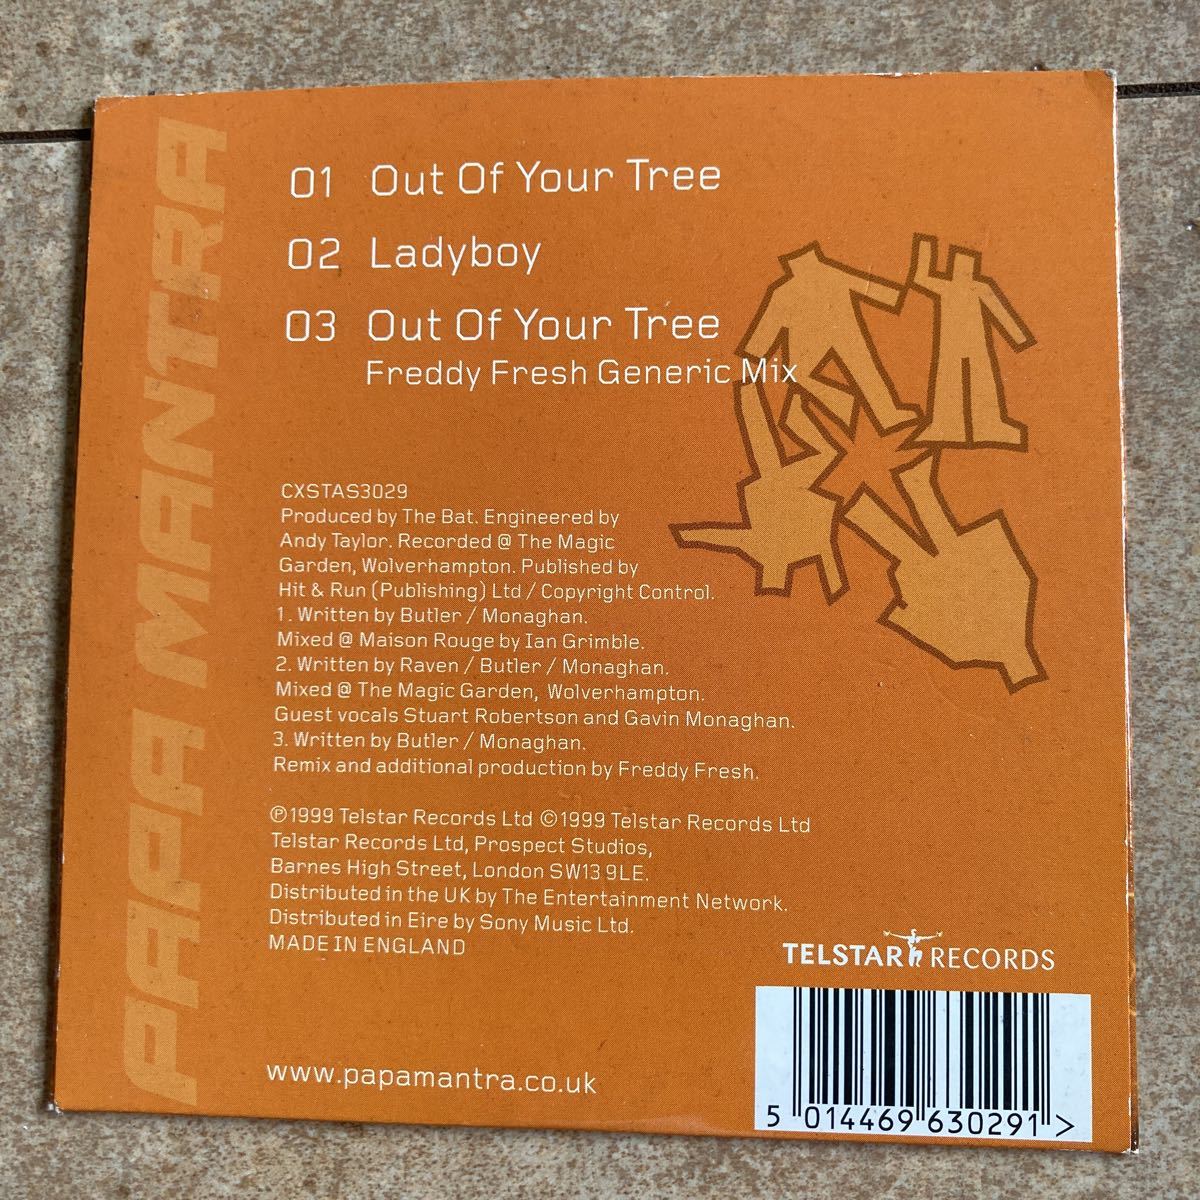 PAPA MANTRA
01 Out Of Your Tree
02 Ladyboy
03 Out Of Your Tree
Freddy Fresh Generic Mix
CXSTAS3029
Produced by The Bat. Engineered by
Andy Taylor. Recorded @ The Magic
Garden, Wolverhampton. Published by
Hit & Run (Publishing) Ltd / Copyright Control.
1. Written by Butler / Monaghan.
Mixed @ Maison Rouge by Ian Grimble.
2. Written by Raven / Butler / Monaghan.
Mixed @ The Magic Garden, Wolverhampton.
Guest vocals Stuart Robertson and Gavin Monaghan.
3. Written by Butler / Monaghan.
Remix and additional production by Freddy Fresh.
℗1999 Telstar Records Ltd ©1999 Telstar Records Ltd
Telstar Records Ltd, Prospect Studios,
Barnes High Street, London SW13 9LE.
Distributed in the UK by The Entertainment Network.
Distributed in Eire by Sony Music Ltd.
MADE IN ENGLAND
TELSTAR RECORDS
www.papamantra.co.uk
5 014469 630291 >